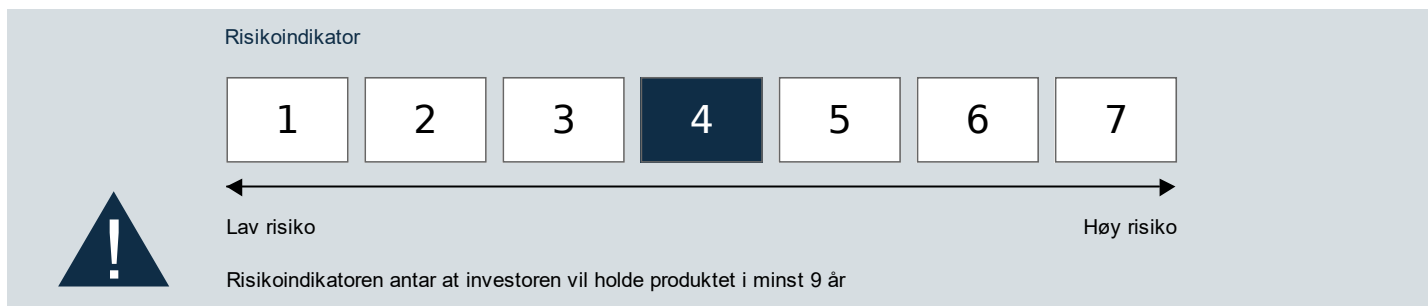 Risikoindikator
1 2 3 4 5 6 7
Lav risiko Høy risiko
!
Risikoindikatoren antar at investoren vil holde produktet i minst 9 år